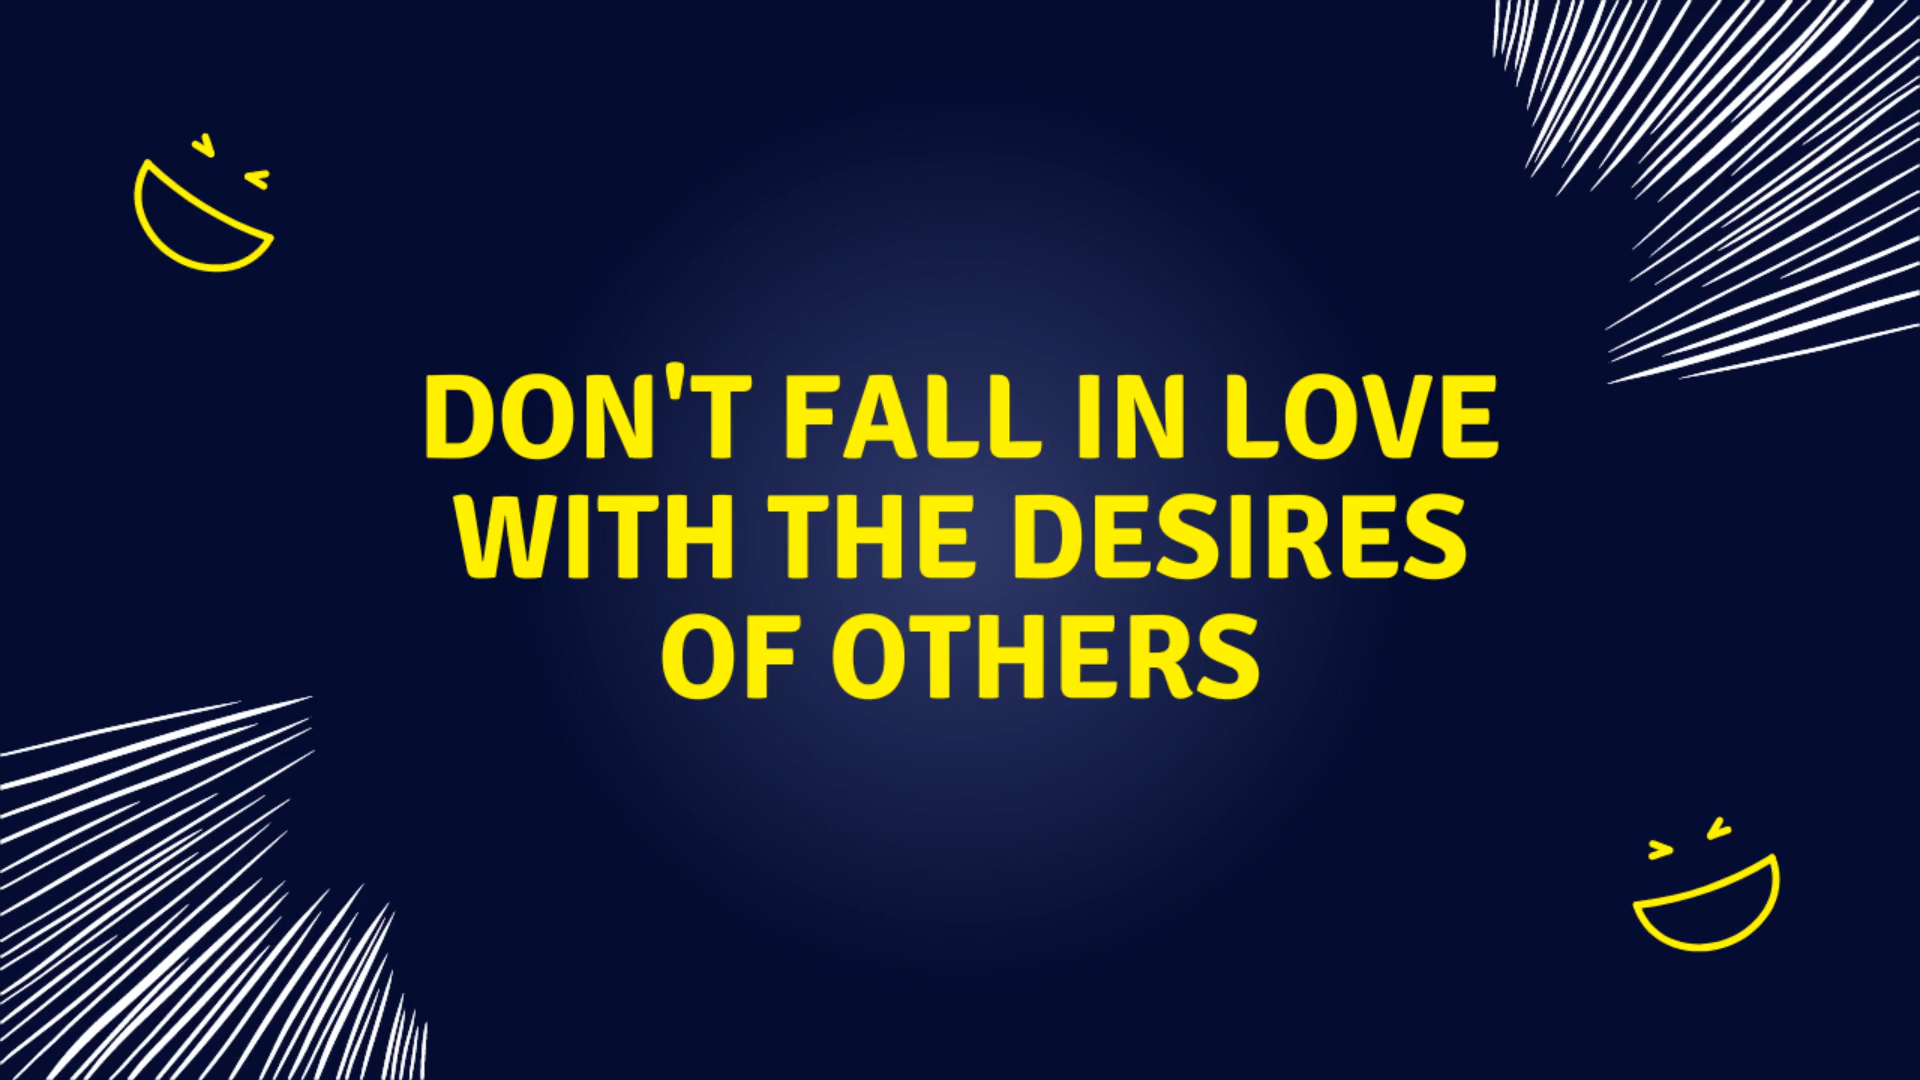 DON'T FALL IN LOVE
WITH THE DESIRES
OF OTHERS